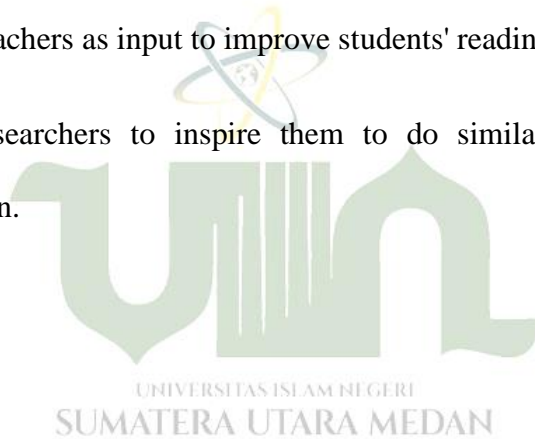 achers as input to improve students' readin
searchers to inspire them to do simila
n.
UNIVERSITAS ISLAM NEGERI
SUMATERA UTARA MEDAN